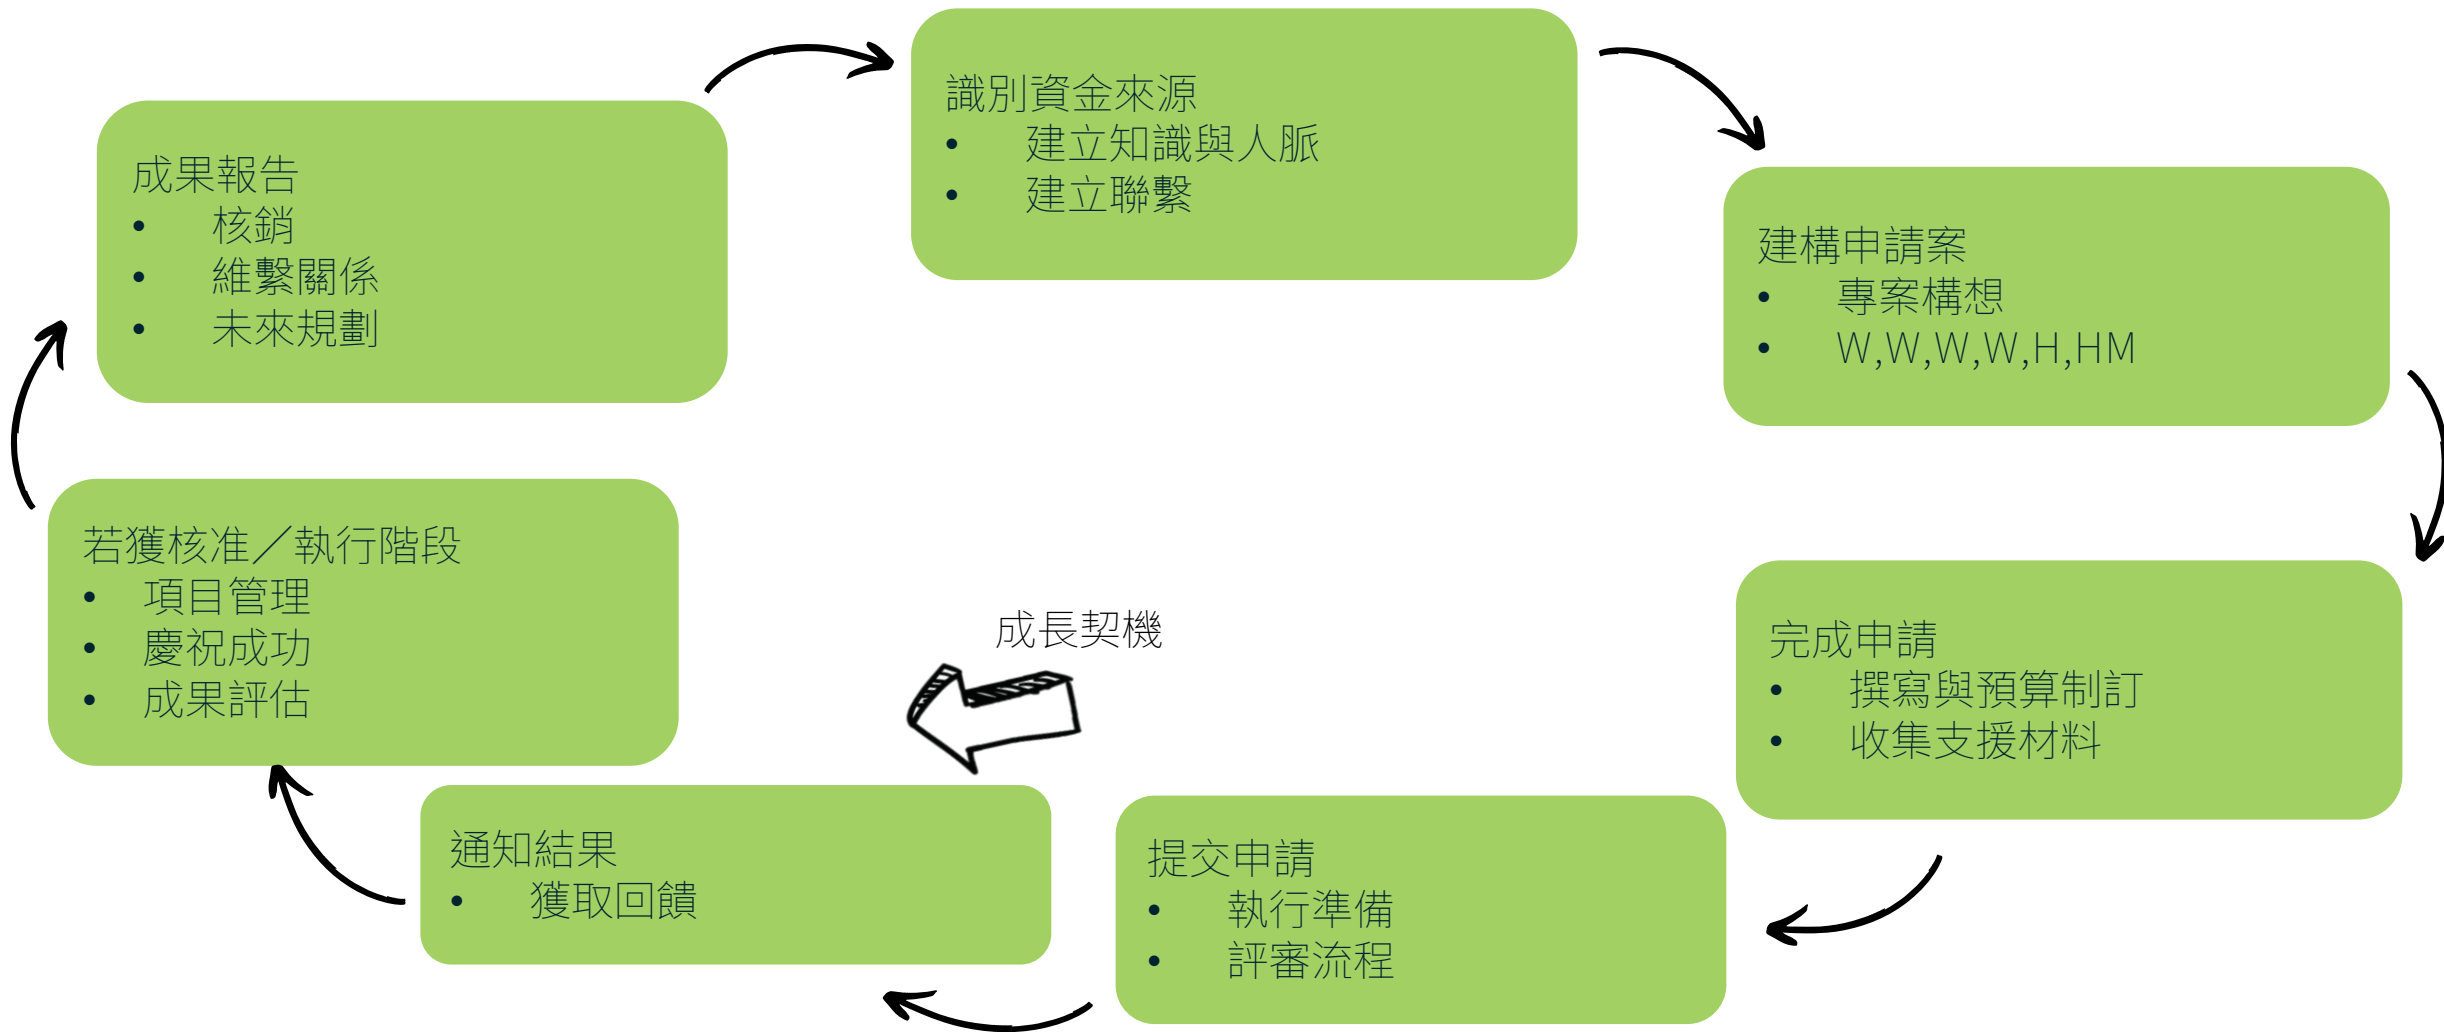 識別資金來源
• 建立知識與人脈
• 建立聯繫
建構申請案
• 專案構想
• W,W,W,W,H,HM
完成申請
• 撰寫與預算制訂
• 收集支援材料
提交申請
• 執行準備
• 評審流程
通知結果
• 獲取回饋
成長契機
若獲核准／執行階段
• 項目管理
• 慶祝成功
• 成果評估
成果報告
• 核銷
• 維繫關係
• 未來規劃